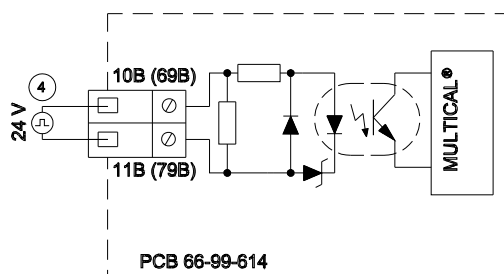 10B (69B)
4
24 V
11B (79B)
MULTICAL®
PCB 66-99-614